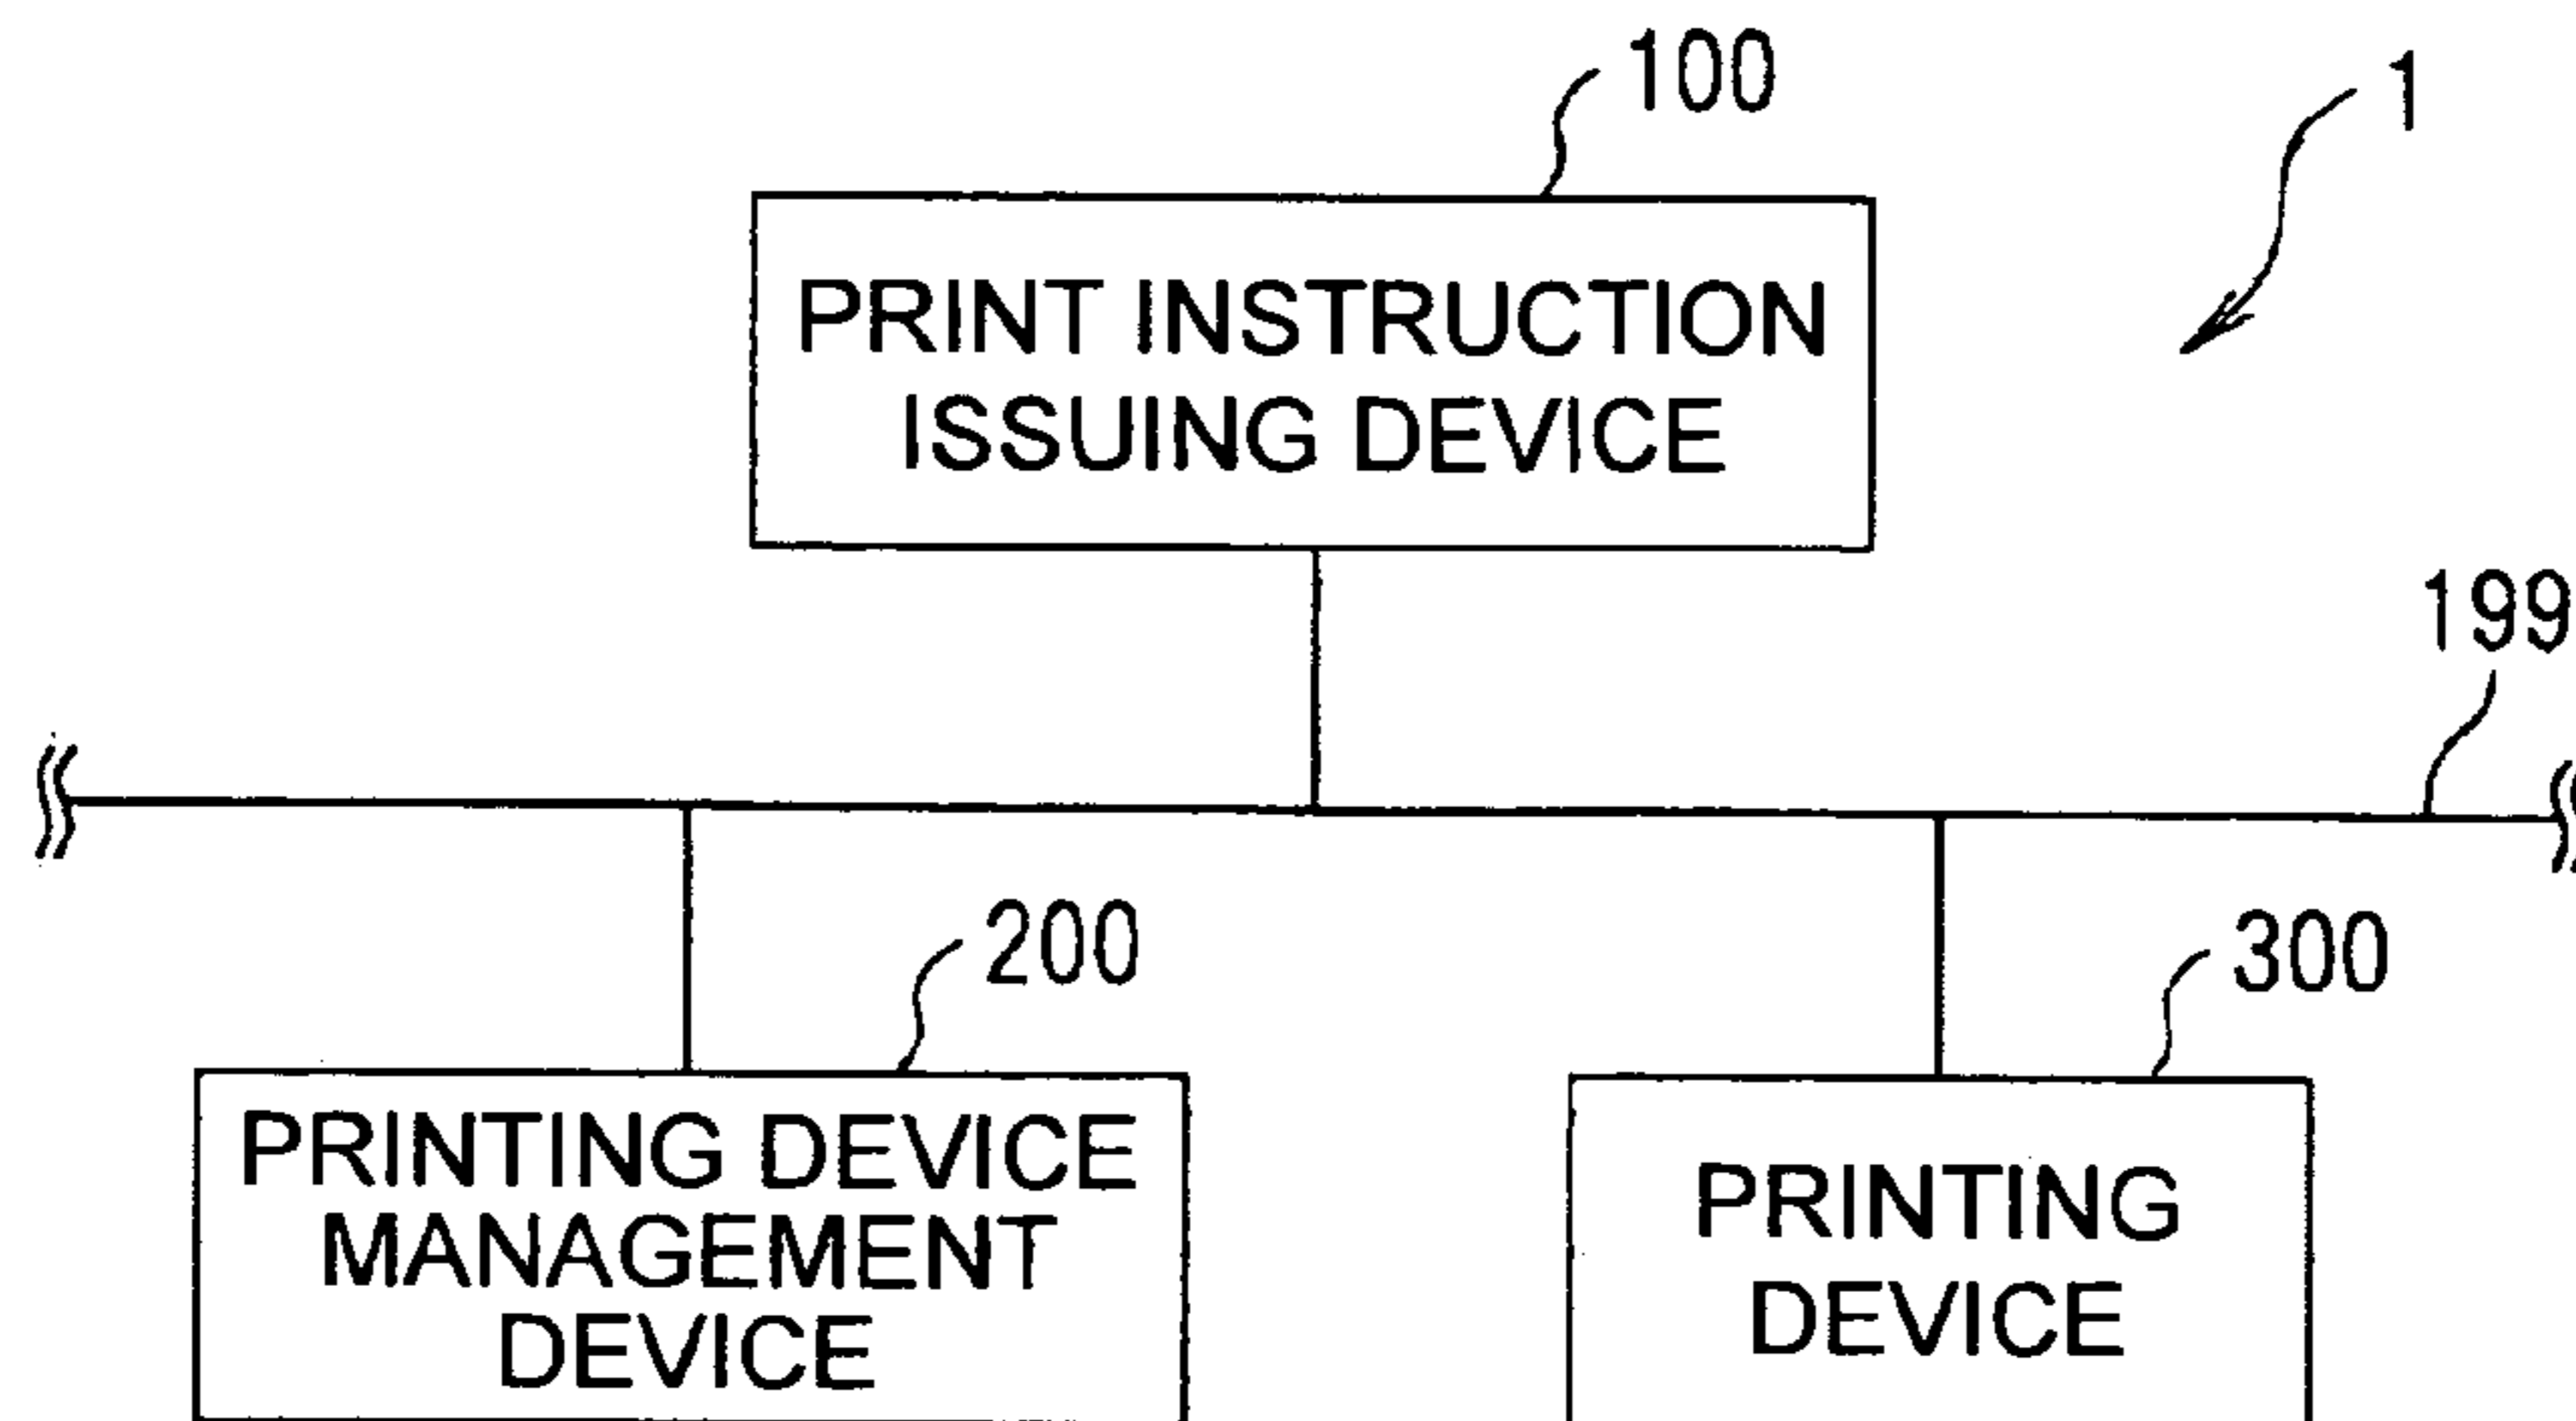 100
1
PRINT INSTRUCTION
ISSUING DEVICE
199
200
300
PRINTING DEVICE
MANAGEMENT
DEVICE
PRINTING
DEVICE